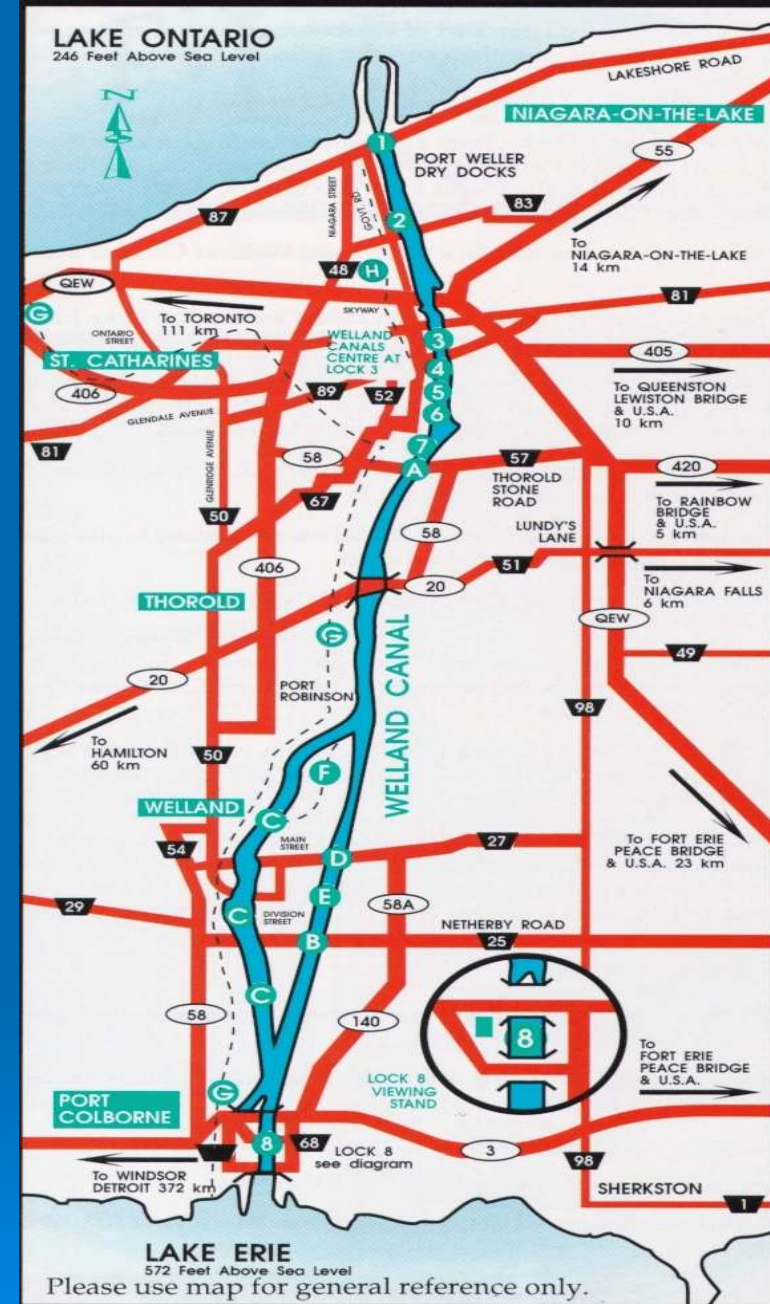 LAKE ONTARIO
246 Feet Above Sea Level
N
LAKESHORE ROAD
NIAGARA-ON-THE-LAKE
1
PORT WELLER
DRY DOCKS
55
NIAGARA STREET
GOVT. RD
87
2
83
To
NIAGARA-ON-THE-LAKE
14 km
48
H
QEW
SKYWAY
81
G
To TORONTO
111 km
ONTARIO
STREET
WELLAND
CANALS
CENTRE AT
LOCK 3
3
ST. CATHARINES
4
405
406
89
52
5
To QUEENSTON
LEWISTON BRIDGE
& U.S.A.
10 km
GLENDALE AVENUE
6
81
GLENRIDGE AVENUE
7
58
A
57
420
67
THOROLD
STONE
ROAD
To RAINBOW
BRIDGE
& U.S.A.
5 km
50
58
LUNDY'S
LANE
406
20
51
To
NIAGARA FALLS
6 km
THOROLD
G
QEW
WELLAND CANAL
49
20
PORT
ROBINSON
98
To
HAMILTON
60 km
50
F
WELLAND
C
MAIN
STREET
27
To FORT ERIE
PEACE BRIDGE
& U.S.A. 23 km
54
D
29
E
58A
C
DIVISION
STREET
NETHERBY ROAD
B
25
C
58
140
8
To
FORT ERIE
PEACE BRIDGE
& U.S.A.
LOCK 8
VIEWING
STAND
G
PORT
COLBORNE
8
68
LOCK 8
see diagram
3
98
To WINDSOR
DETROIT 372 km
SHERKSTON
1
LAKE ERIE
572 Feet Above Sea Level
Please use map for general reference only.